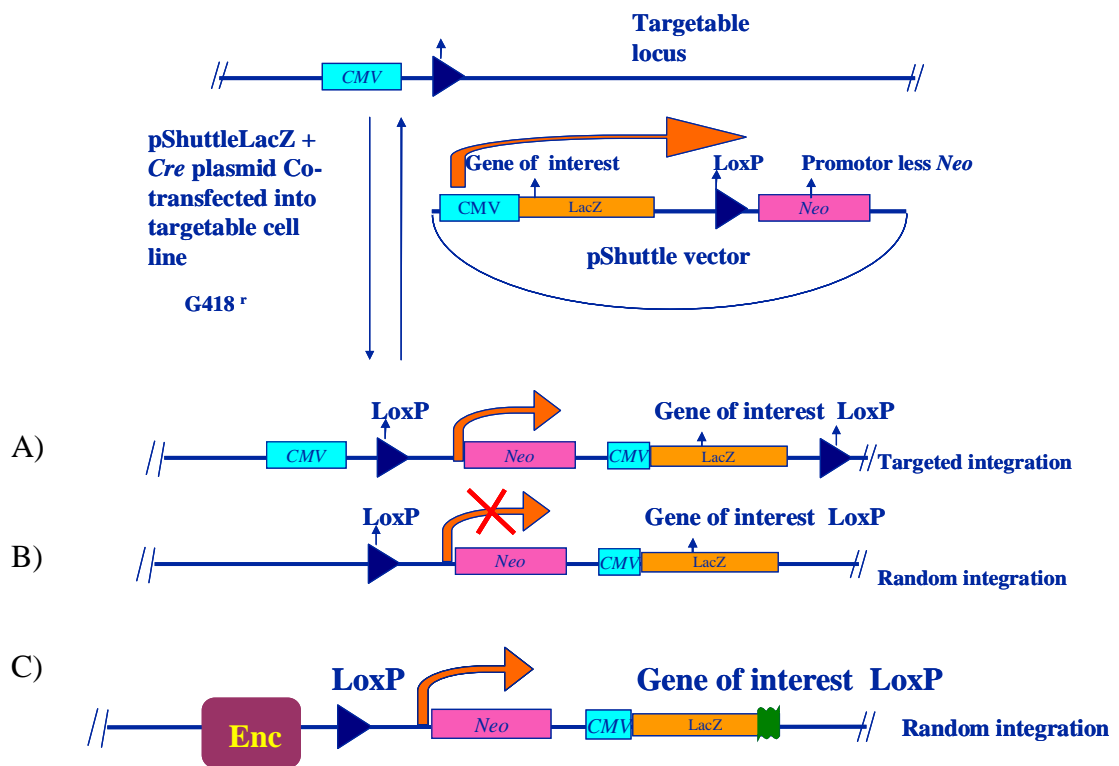 Targetable
locus
CMV
pShuttleLacZ +
Cre plasmid Co-
transfected into
targetable cell
line
G418 r
Gene of interest
LoxP
Promotor less Neo
CMV
LacZ
Neo
pShuttle vector
A)
LoxP
Gene of interest LoxP
CMV
Neo
CMV
LacZ
Targeted integration
B)
LoxP
Gene of interest LoxP
Neo
CMV
LacZ
Random integration
C)
LoxP
Gene of interest LoxP
Enc
Neo
CMV
LacZ
Random integration